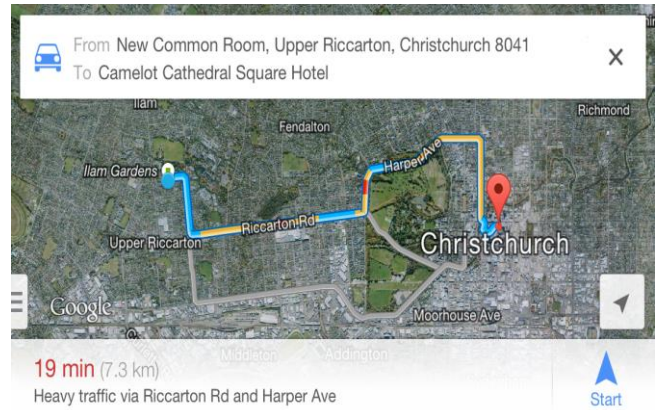 From New Common Room, Upper Riccarton, Christchurch 8041
To Camelot Cathedral Square Hotel
Ilam
Richmond
Fendalton
Harper Ave
Ilam Gardens
Riccarton Rd
Upper Riccarton
Christchurch
Google
Moorhouse Ave
Middleton
Addington
19 min (7.3 km)
Heavy traffic via Riccarton Rd and Harper Ave
Start